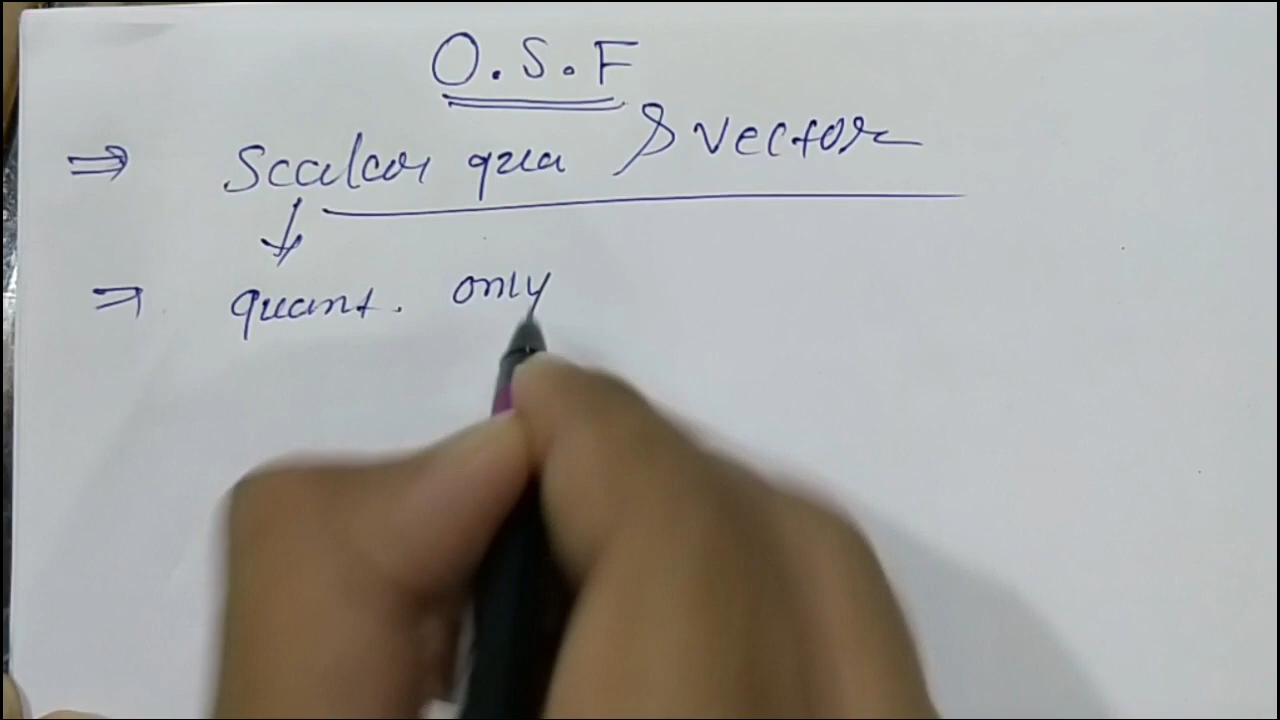 O.S.F
⇒ Scalar qua & vector
↓
⇒ quant. only